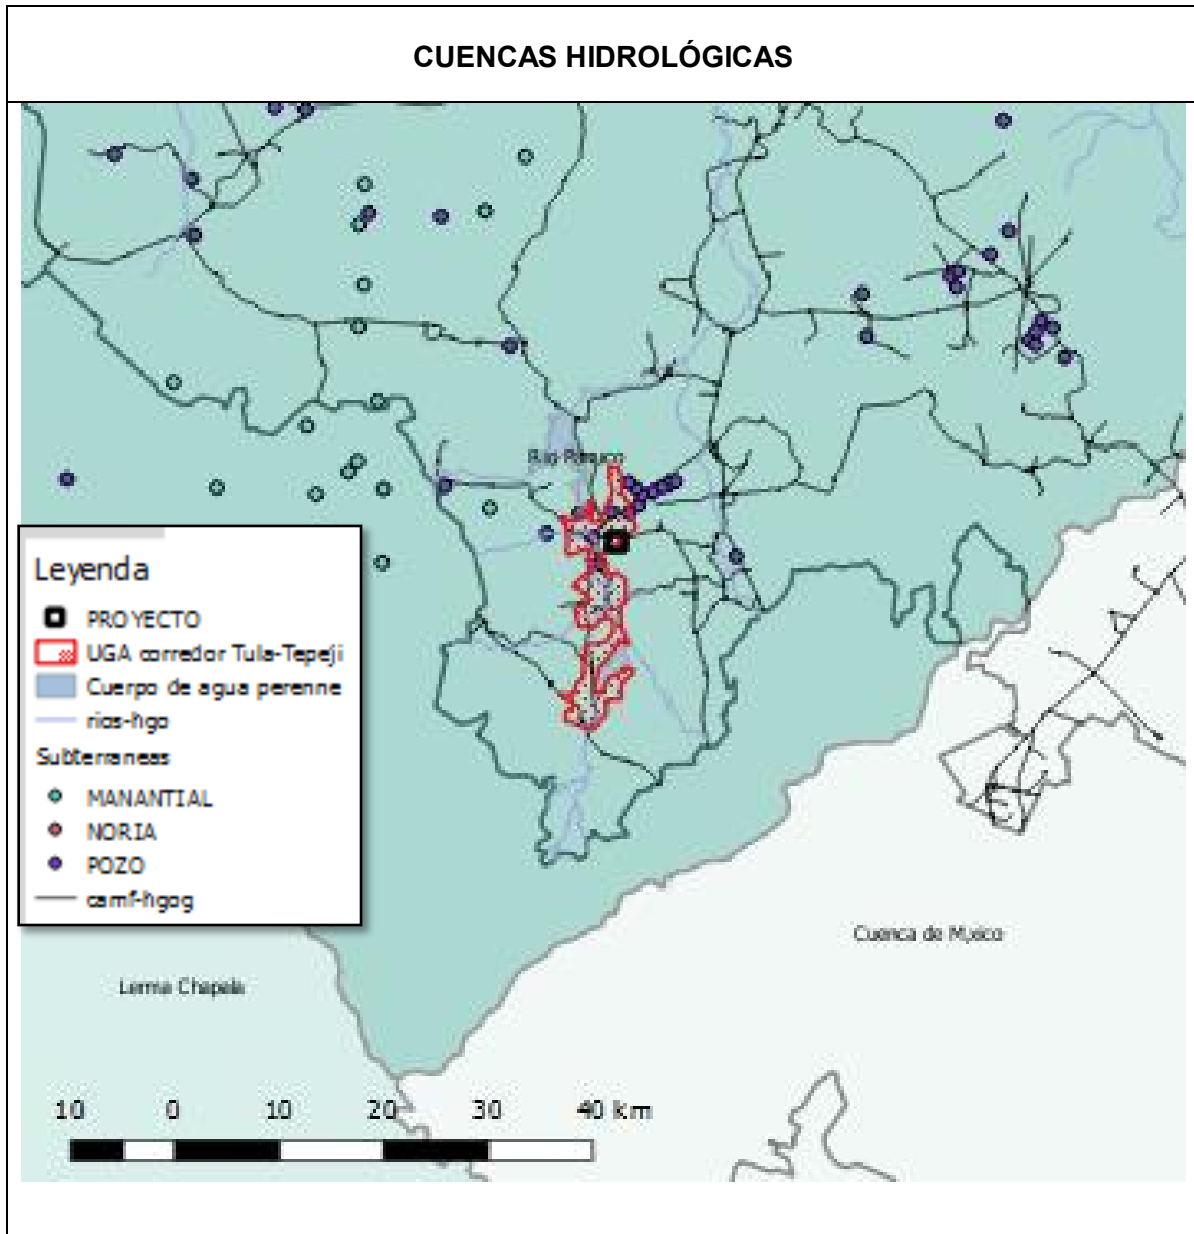 CUENCAS HIDROLÓGICAS
Río Pánuco
Leyenda
PROYECTO
UGA corredor Tula-Tepeji
Cuerpo de agua perenne
rios-hgo
Subterraneas
MANANTIAL
NORIA
POZO
camf-hgog
Cuenca de México
Lerma Chapala
10 0 10 20 30 40 km